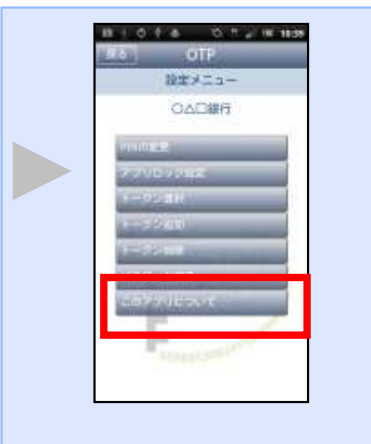 16:39
戻る OTP
設定メニュー
○△□銀行
PINの変更
アプリロック設定
トークン選択
トークン追加
トークン削除
このアプリについて